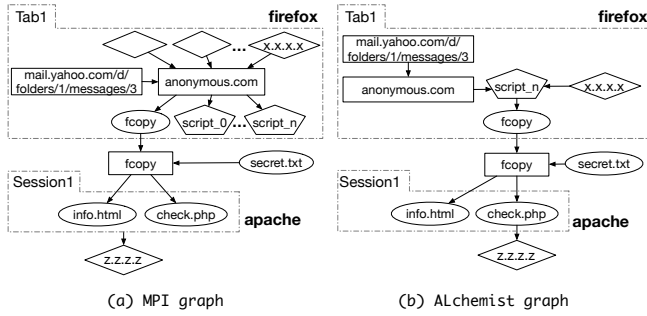 Tab1
firefox
x.x.x.x
mail.yahoo.com/d/
folders/1/messages/3
anonymous.com
fcopy
script_0
...
script_n
fcopy
secret.txt
Session1
info.html
check.php
apache
z.z.z.z
(a) MPI graph
Tab1
firefox
mail.yahoo.com/d/
folders/1/messages/3
anonymous.com
script_n
x.x.x.x
fcopy
fcopy
secret.txt
Session1
info.html
check.php
apache
z.z.z.z
(b) ALchemist graph